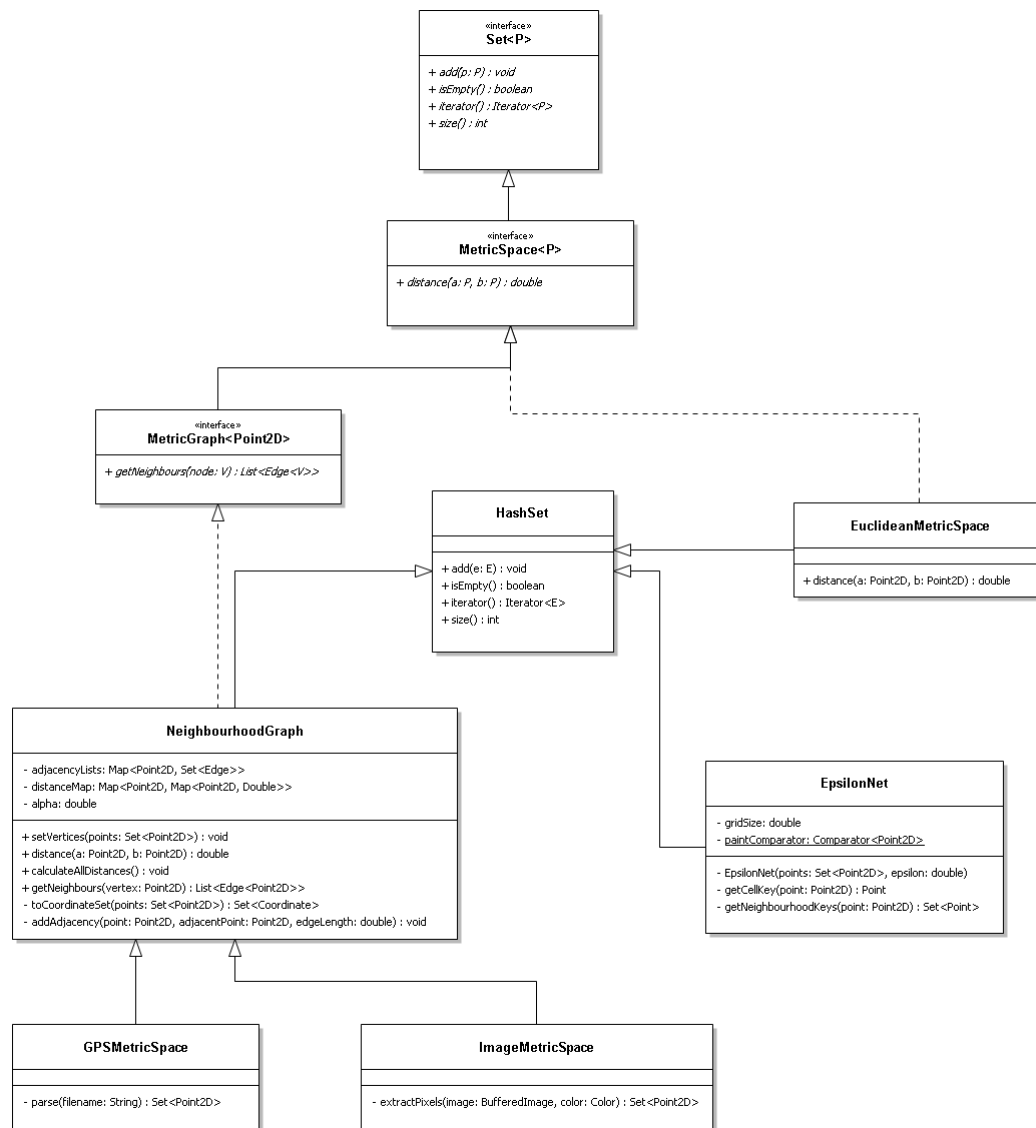 «interface»
Set<P>
+ add(p: P) : void
+ isEmpty() : boolean
+ iterator() : Iterator<P>
+ size() : int
«interface»
MetricSpace<P>
+ distance(a: P, b: P) : double
«interface»
MetricGraph<Point2D>
+ getNeighbours(node: V) : List<Edge<V>>
HashSet
+ add(e: E) : void
+ isEmpty() : boolean
+ iterator() : Iterator<E>
+ size() : int
EuclideanMetricSpace
+ distance(a: Point2D, b: Point2D) : double
NeighbourhoodGraph
- adjacencyLists: Map<Point2D, Set<Edge>>
- distanceMap: Map<Point2D, Map<Point2D, Double>>
- alpha: double
+ setVertices(points: Set<Point2D>) : void
+ distance(a: Point2D, b: Point2D) : double
+ calculateAllDistances() : void
+ getNeighbours(vertex: Point2D) : List<Edge<Point2D>>
- toCoordinateSet(points: Set<Point2D>) : Set<Coordinate>
- addAdjacency(point: Point2D, adjacentPoint: Point2D, edgeLength: double) : void
EpsilonNet
- gridSize: double
- paintComparator: Comparator<Point2D>
- EpsilonNet(points: Set<Point2D>, epsilon: double)
- getCellKey(point: Point2D) : Point
- getNeighbourhoodKeys(point: Point2D) : Set<Point>
GPSMetricSpace
- parse(filename: String) : Set<Point2D>
ImageMetricSpace
- extractPixels(image: BufferedImage, color: Color) : Set<Point2D>